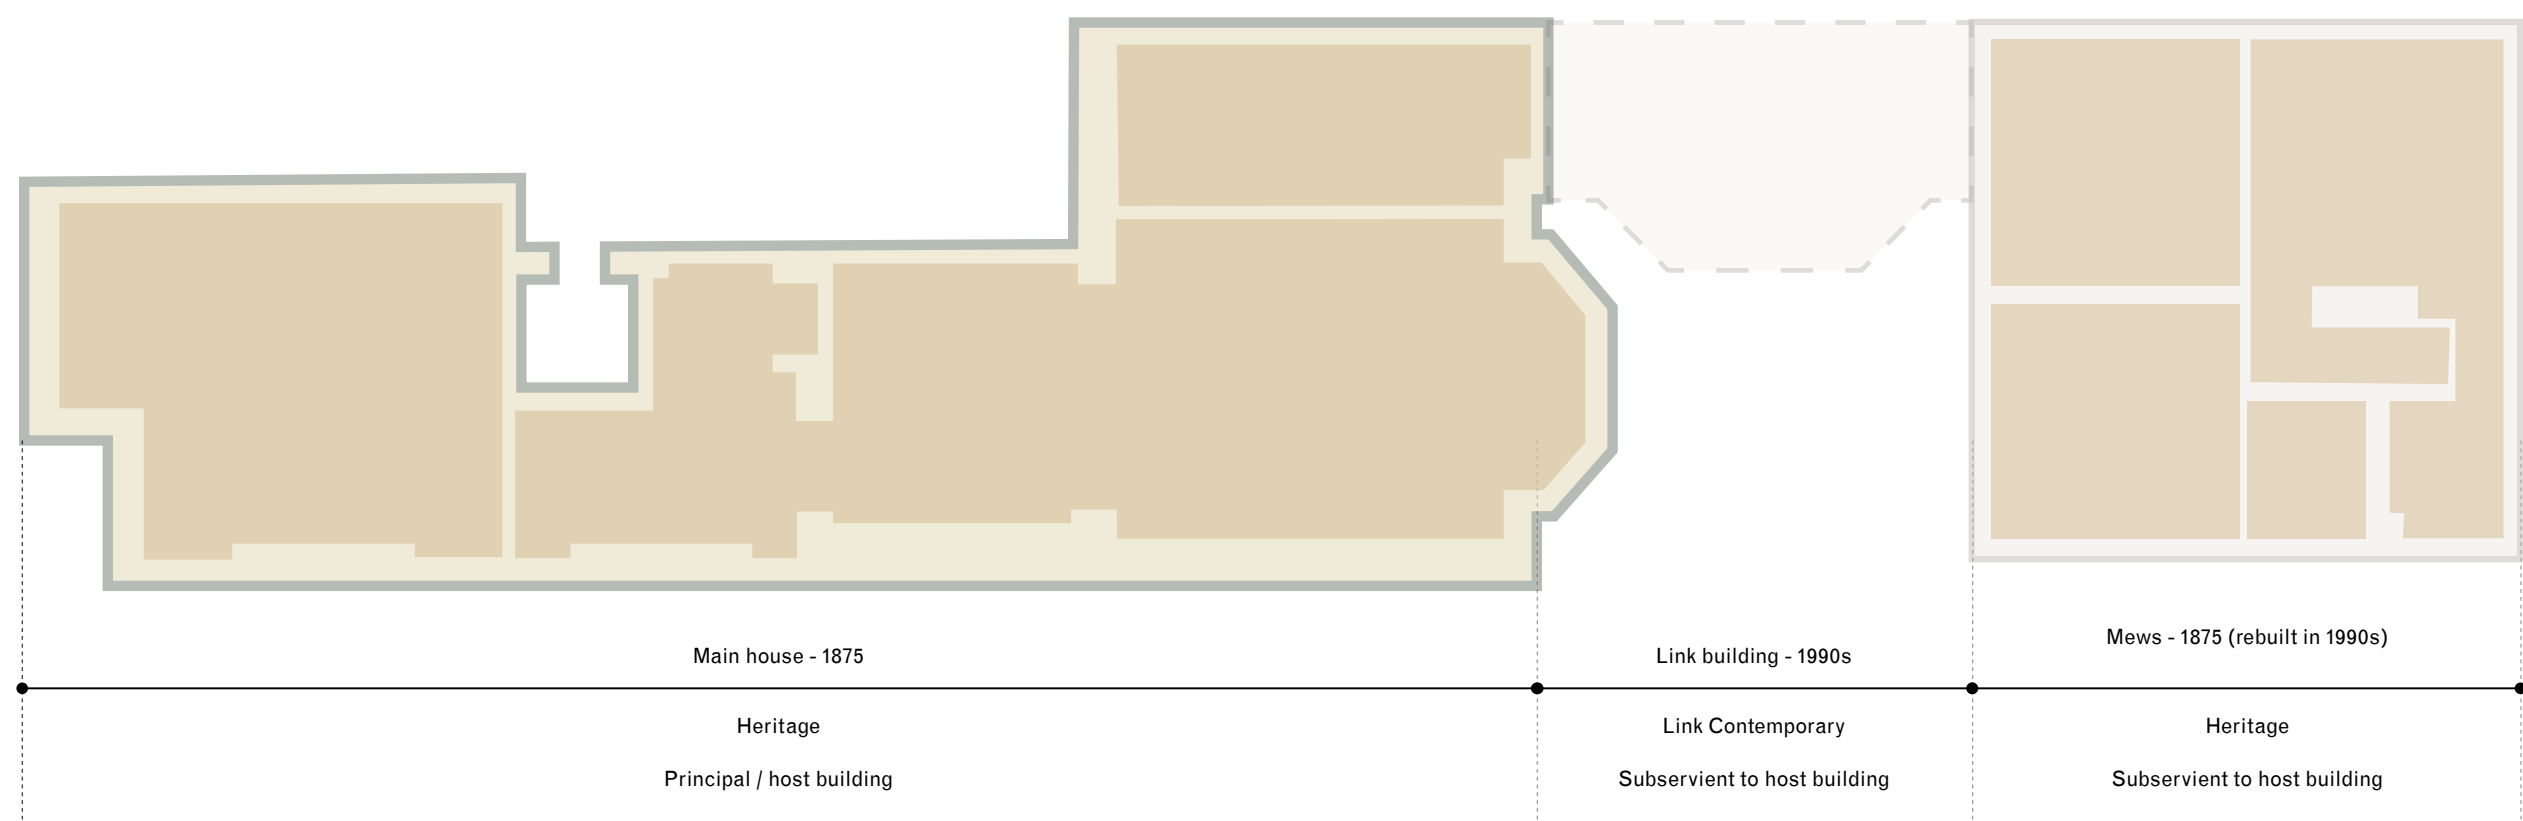 Main house - 1875
Link building - 1990s
Mews - 1875 (rebuilt in 1990s)
Heritage
Link Contemporary
Heritage
Principal / host building
Subservient to host building
Subservient to host building